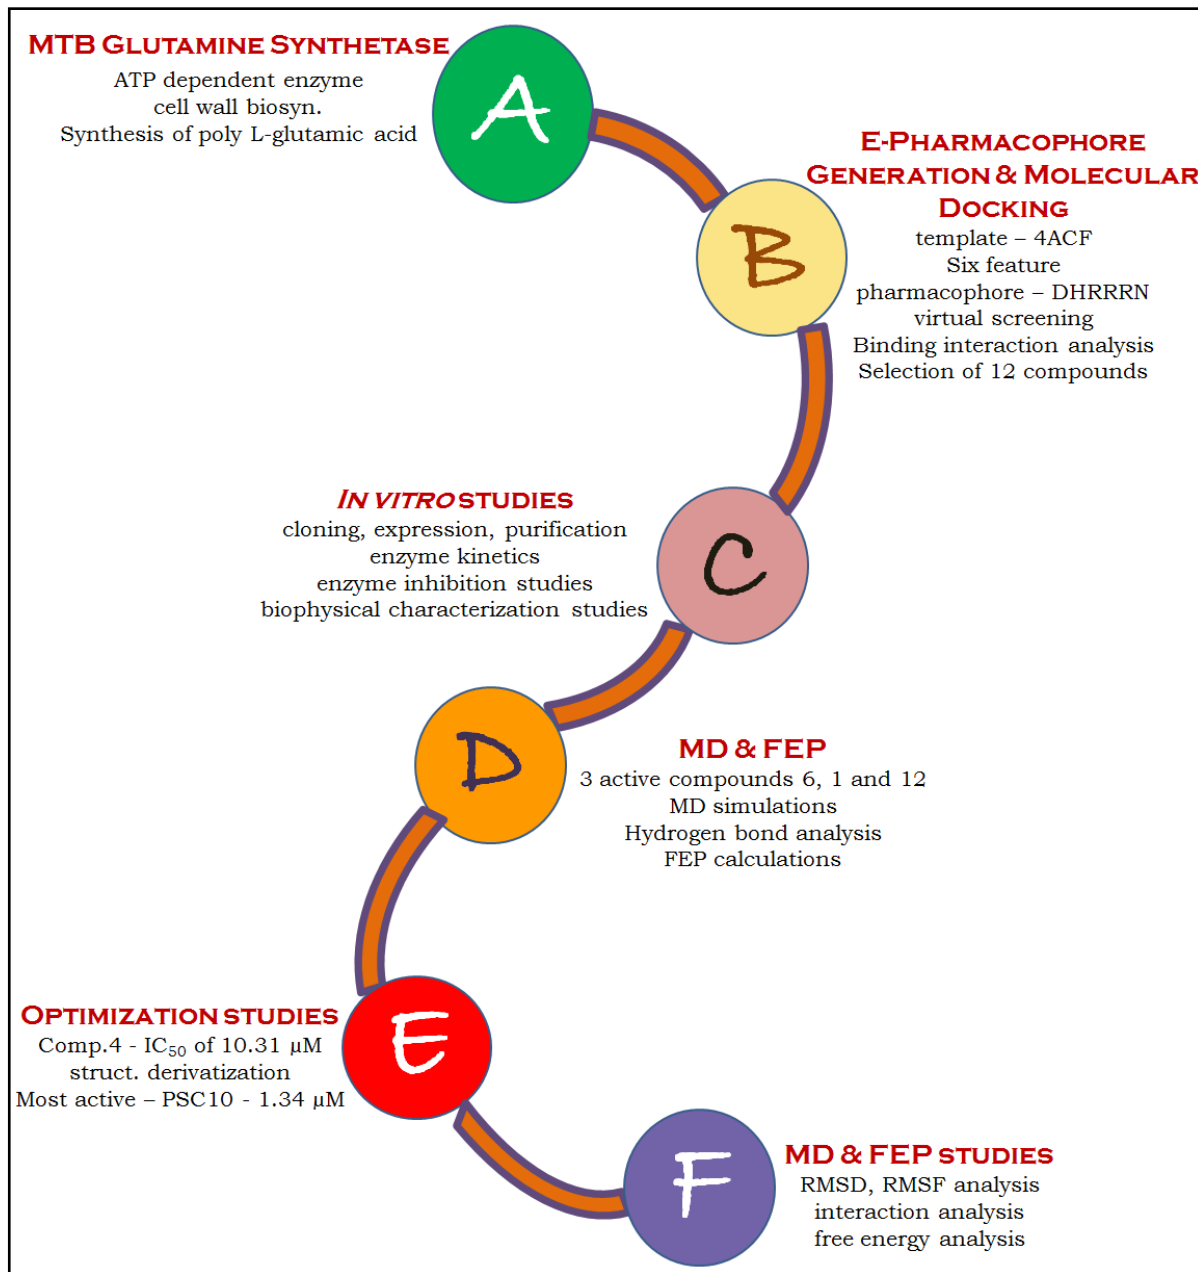 MTB GLUTAMINE SYNTHETASE
ATP dependent enzyme
cell wall biosyn.
Synthesis of poly L-glutamic acid
A
E-PHARMACOPHORE
GENERATION & MOLECULAR
DOCKING
template – 4ACF
Six feature
pharmacophore – DHRRRN
virtual screening
Binding interaction analysis
Selection of 12 compounds
B
IN VITRO STUDIES
cloning, expression, purification
enzyme kinetics
enzyme inhibition studies
biophysical characterization studies
C
D
MD & FEP
3 active compounds 6, 1 and 12
MD simulations
Hydrogen bond analysis
FEP calculations
OPTIMIZATION STUDIES
Comp.4 - IC₅₀ of 10.31 µM
struct. derivatization
Most active – PSC10 - 1.34 µM
E
F
MD & FEP STUDIES
RMSD, RMSF analysis
interaction analysis
free energy analysis